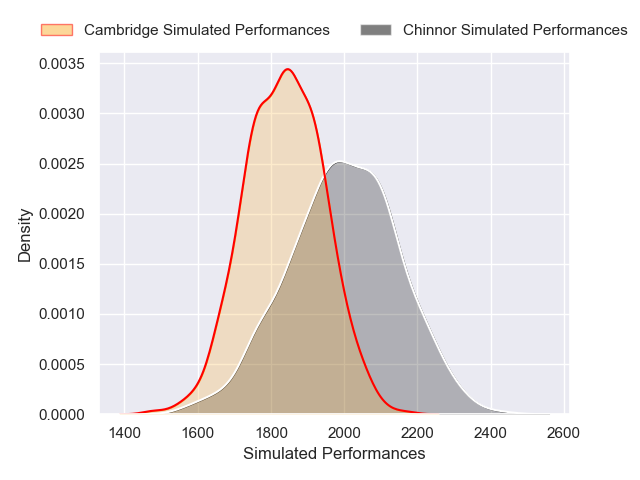 Cambridge Simulated Performances Chinnor Simulated Performances
0.0035
0.0030
0.0025
0.0020
0.0015
0.0010
0.0005
0.0000
Density
1400 1600 1800 2000 2200 2400 2600
Simulated Performances